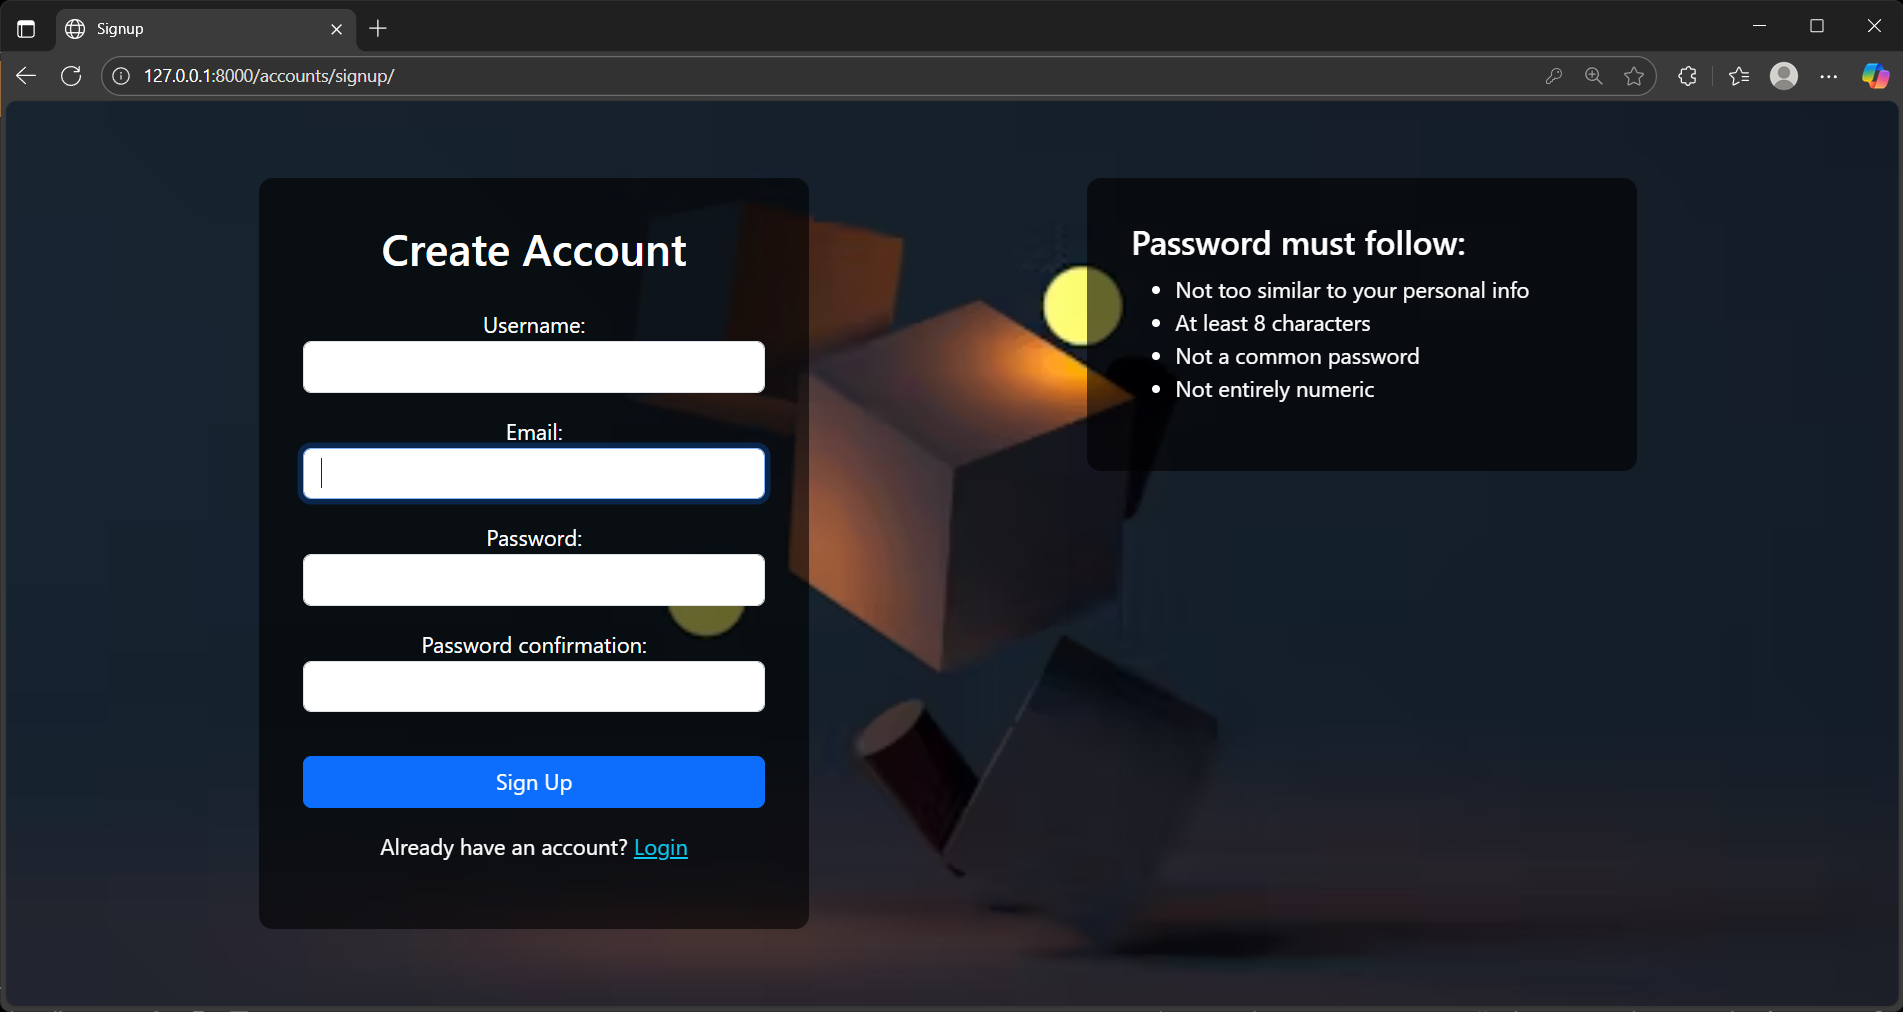 Signup
127.0.0.1:8000/accounts/signup/
Create Account
Username:
Email:
Password:
Password confirmation:
Sign Up
Already have an account? Login
Password must follow:
Not too similar to your personal info
At least 8 characters
Not a common password
Not entirely numeric